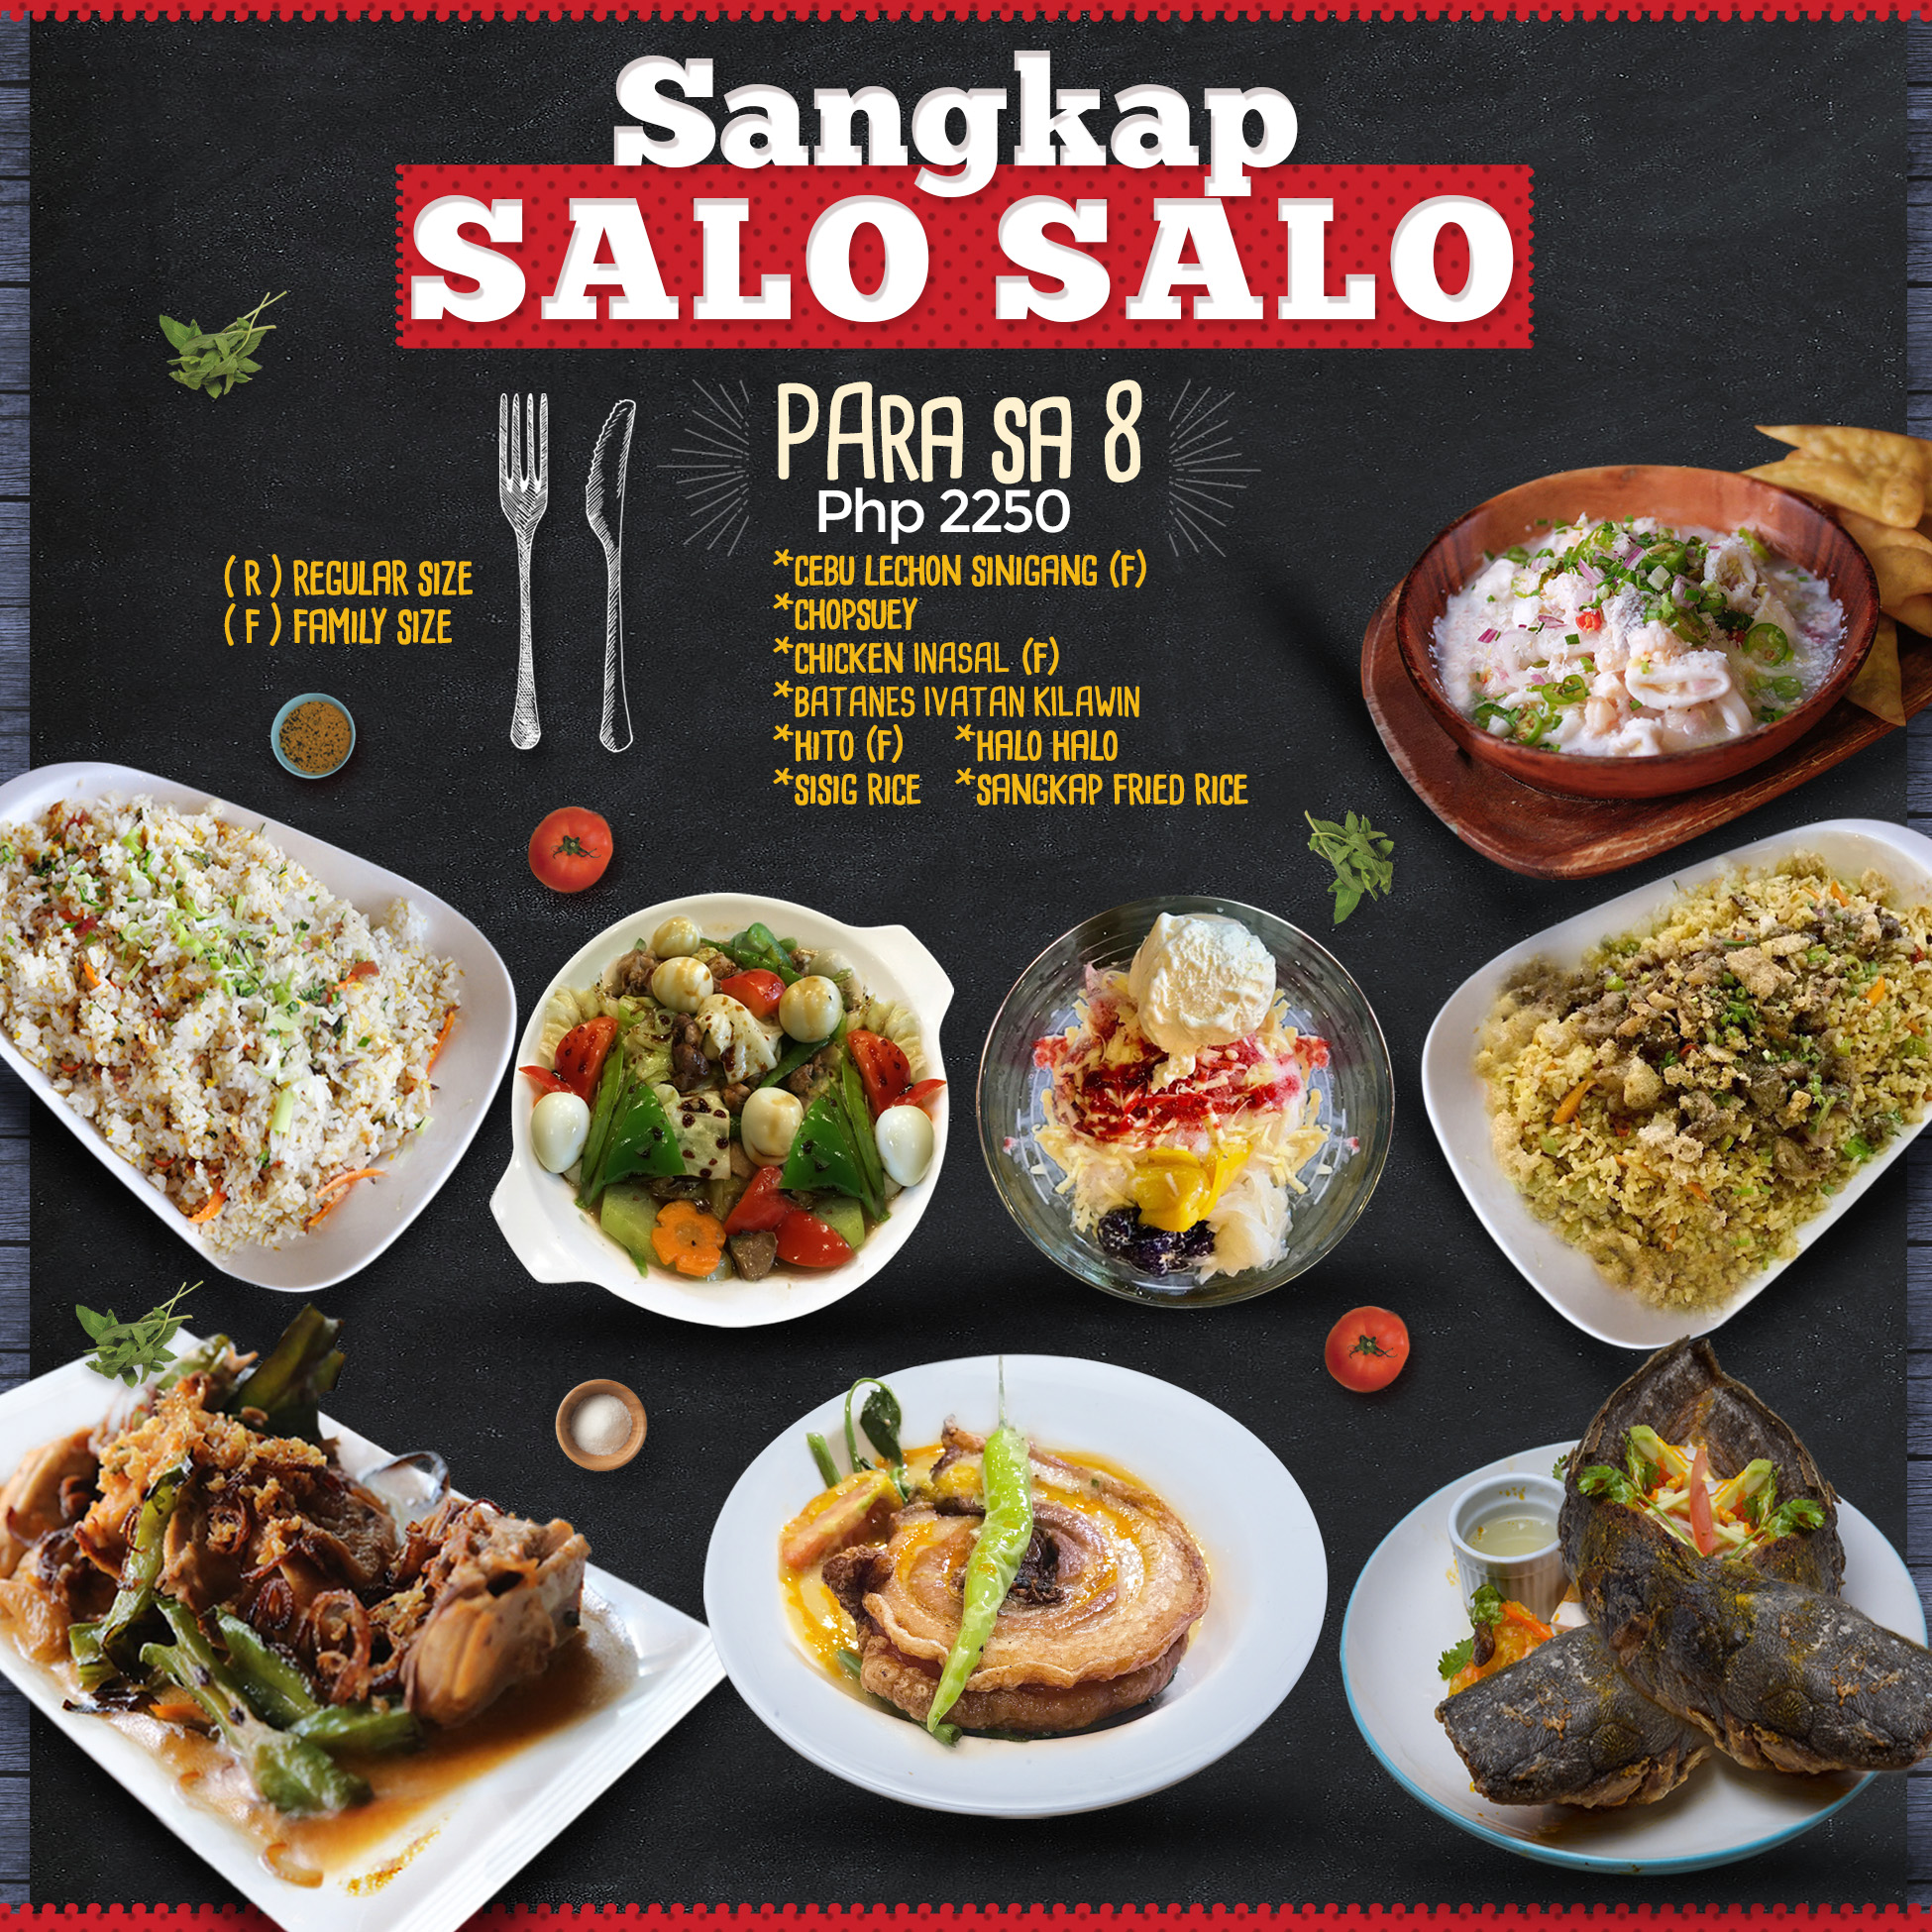 Sangkap
SALO SALO
PARA SA 8
Php 2250
( R ) REGULAR SIZE
( F ) FAMILY SIZE
*CEBU LECHON SINIGANG (F)
*CHOPSUEY
*CHICKEN INASAL (F)
*BATANES IVATAN KILAWIN
*HITO (F) *HALO HALO
*SISIG RICE *SANGKAP FRIED RICE